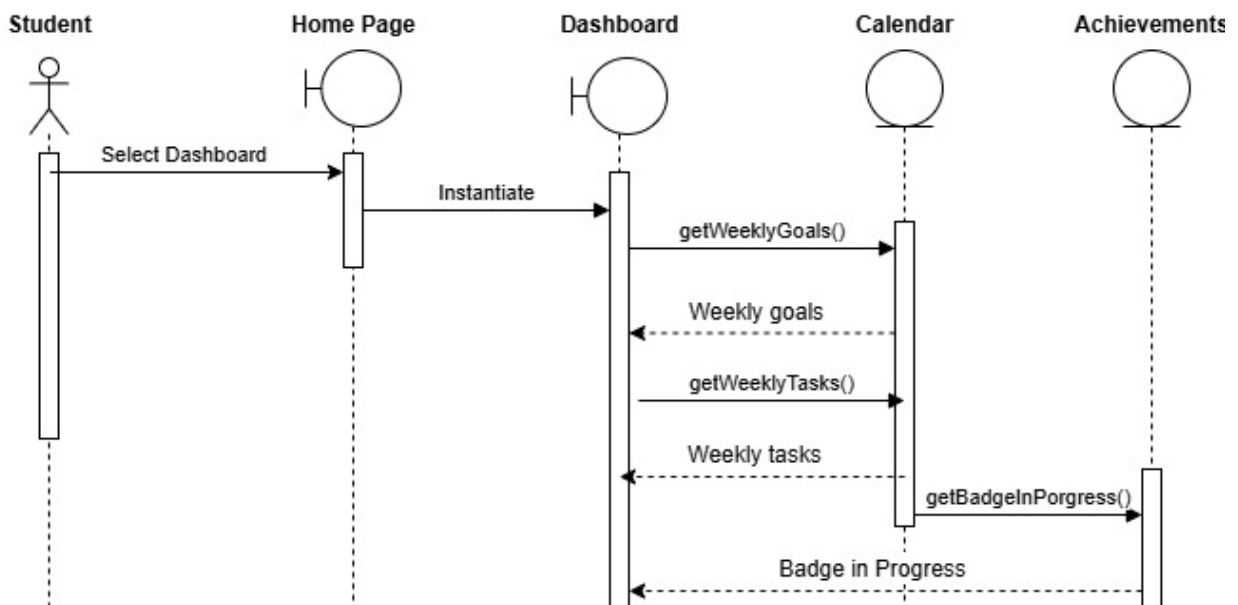 Student
Home Page
Dashboard
Calendar
Achievements
Select Dashboard
Instantiate
getWeeklyGoals()
Weekly goals
getWeeklyTasks()
Weekly tasks
getBadgeInPorgress()
Badge in Progress